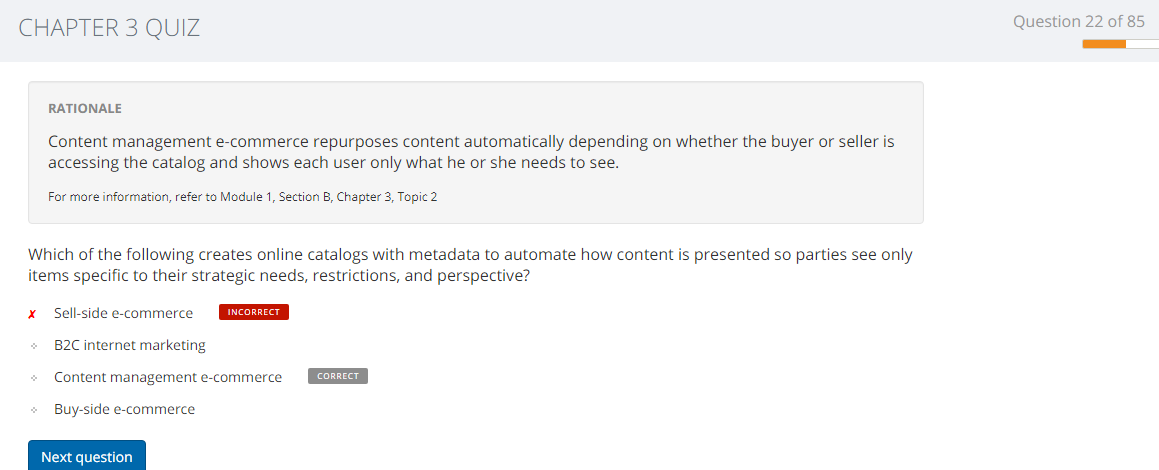 CHAPTER 3 QUIZ
Question 22 of 85
RATIONALE
Content management e-commerce repurposes content automatically depending on whether the buyer or seller is
accessing the catalog and shows each user only what he or she needs to see.
For more information, refer to Module 1, Section B, Chapter 3, Topic 2
Which of the following creates online catalogs with metadata to automate how content is presented so parties see only
items specific to their strategic needs, restrictions, and perspective?
✗ Sell-side e-commerce INCORRECT
B2C internet marketing
Content management e-commerce CORRECT
Buy-side e-commerce
Next question